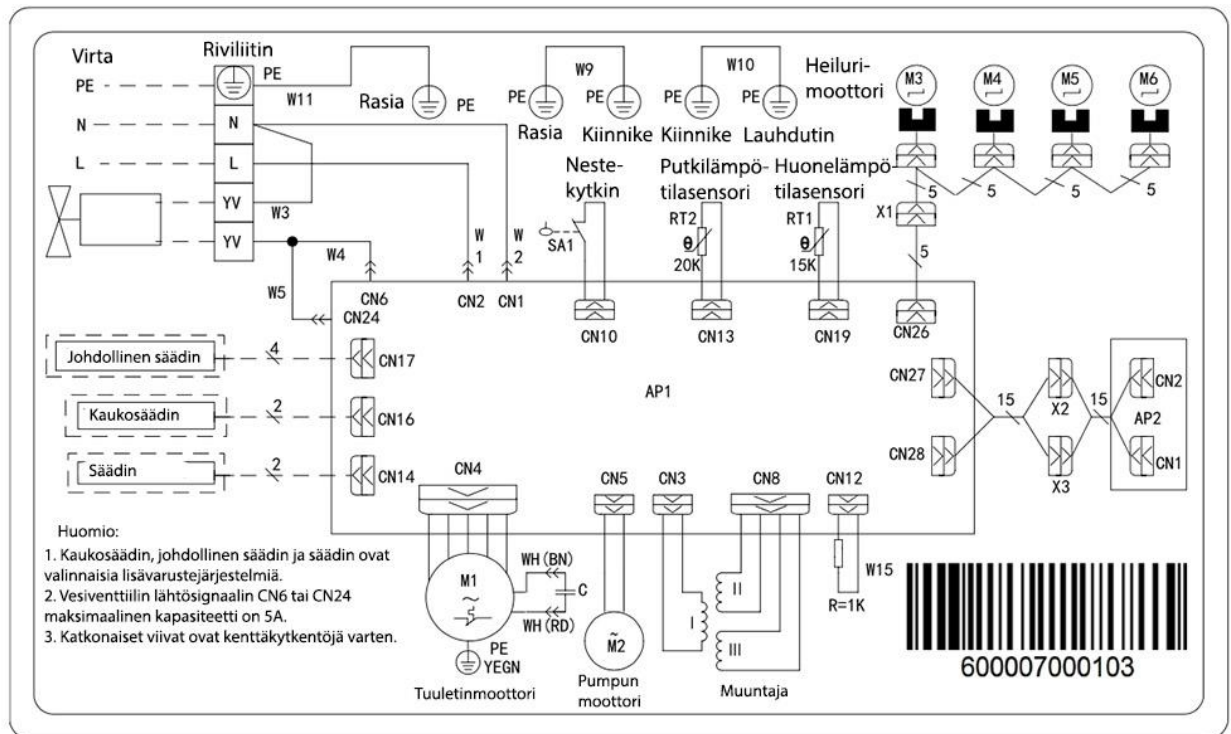 Virta
Riviliitin
PE
PE
W11
Rasia
PE
W9
PE
PE
Rasia
Kiinnike
W10
PE
PE
Kiinnike
Lauhdutin
Heiluri-
moottori
M3
M4
M5
M6
5
5
5
5
X1
5
N
N
L
L
YV
W3
YV
W4
W5
W
1
W
2
Neste-
kytkin
SA1
Putkilämpö-
tilasensori
RT2
θ
20K
Huonelämpö-
tilasensori
RT1
θ
15K
CN6
CN2
CN1
CN24
CN10
CN13
CN19
CN26
Johdollinen säädin
4
CN17
Kaukosäädin
2
CN16
Säädin
2
CN14
AP1
CN27
CN28
15
X2
X3
15
CN2
AP2
CN1
CN4
CN5
CN3
CN8
CN12
Huomio:
1. Kaukosäädin, johdollinen säädin ja säädin ovat
valinnaisia lisävarustejärjestelmiä.
2. Vesiventtiilin lähtösignaalin CN6 tai CN24
maksimaalinen kapasiteetti on 5A.
3. Katkonaiset viivat ovat kenttäkytkentöjä varten.
M1
~
WH (BN)
C
WH (RD)
PE
YEGN
Tuuletinmoottori
~
M2
Pumpun
moottori
I
II
III
Muuntaja
W15
R=1K
600007000103